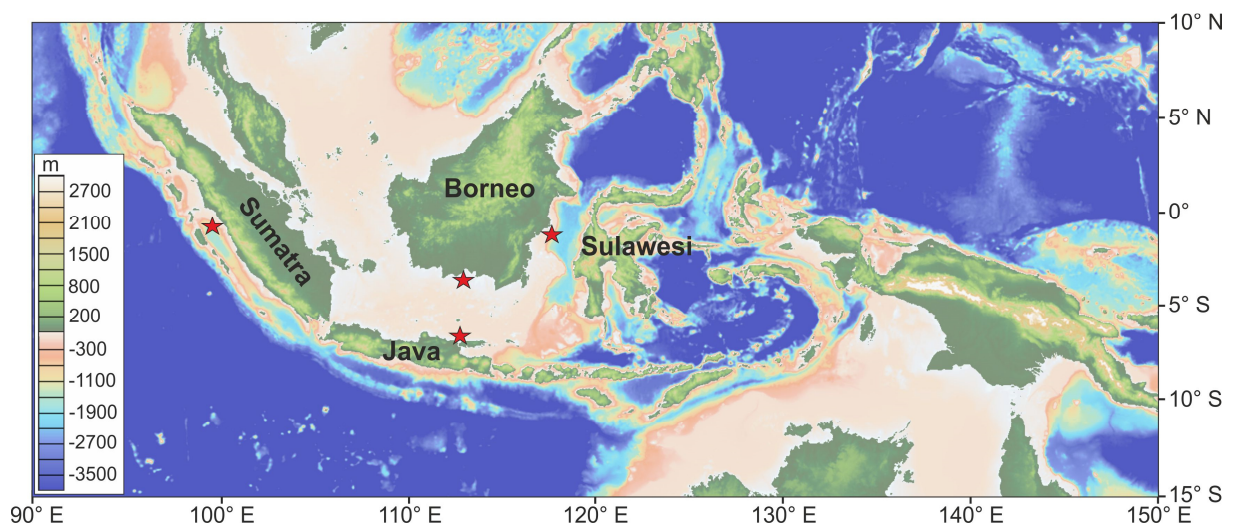 10° N
5° N
0°
5° S
10° S
15° S
m
2700
2100
1500
800
200
-300
-1100
-1900
-2700
-3500
Borneo
Sumatra
Sulawesi
Java
90° E
100° E
110° E
120° E
130° E
140° E
150° E